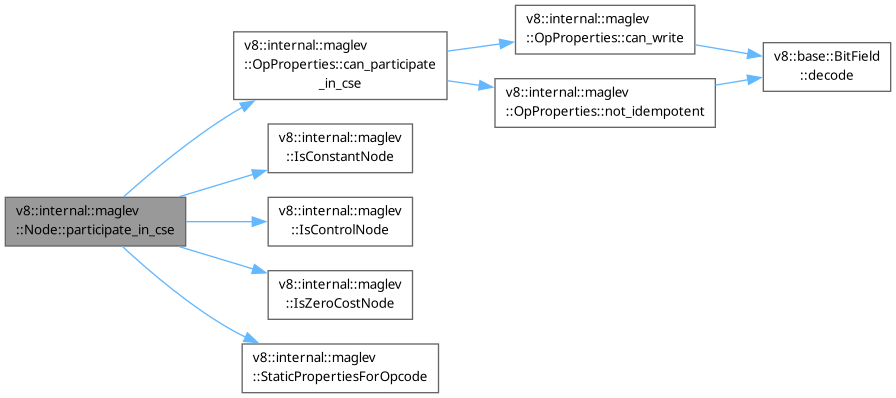 v8::internal::maglev
::Node::participate_in_cse
v8::internal::maglev
::OpProperties::can_participate
_in_cse
v8::internal::maglev
::OpProperties::can_write
v8::internal::maglev
::OpProperties::not_idempotent
v8::base::BitField
::decode
v8::internal::maglev
::IsConstantNode
v8::internal::maglev
::IsControlNode
v8::internal::maglev
::IsZeroCostNode
v8::internal::maglev
::StaticPropertiesForOpcode